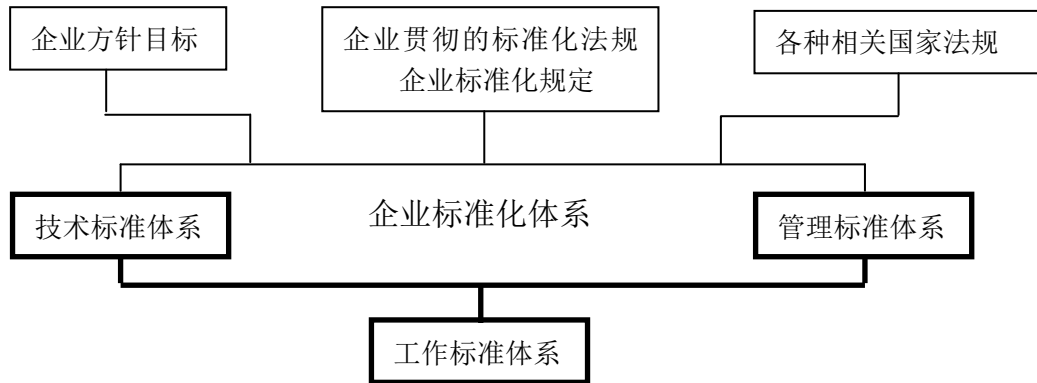 企业方针目标
企业贯彻的标准化法规
企业标准化规定
各种相关国家法规
技术标准体系
企业标准化体系
管理标准体系
工作标准体系